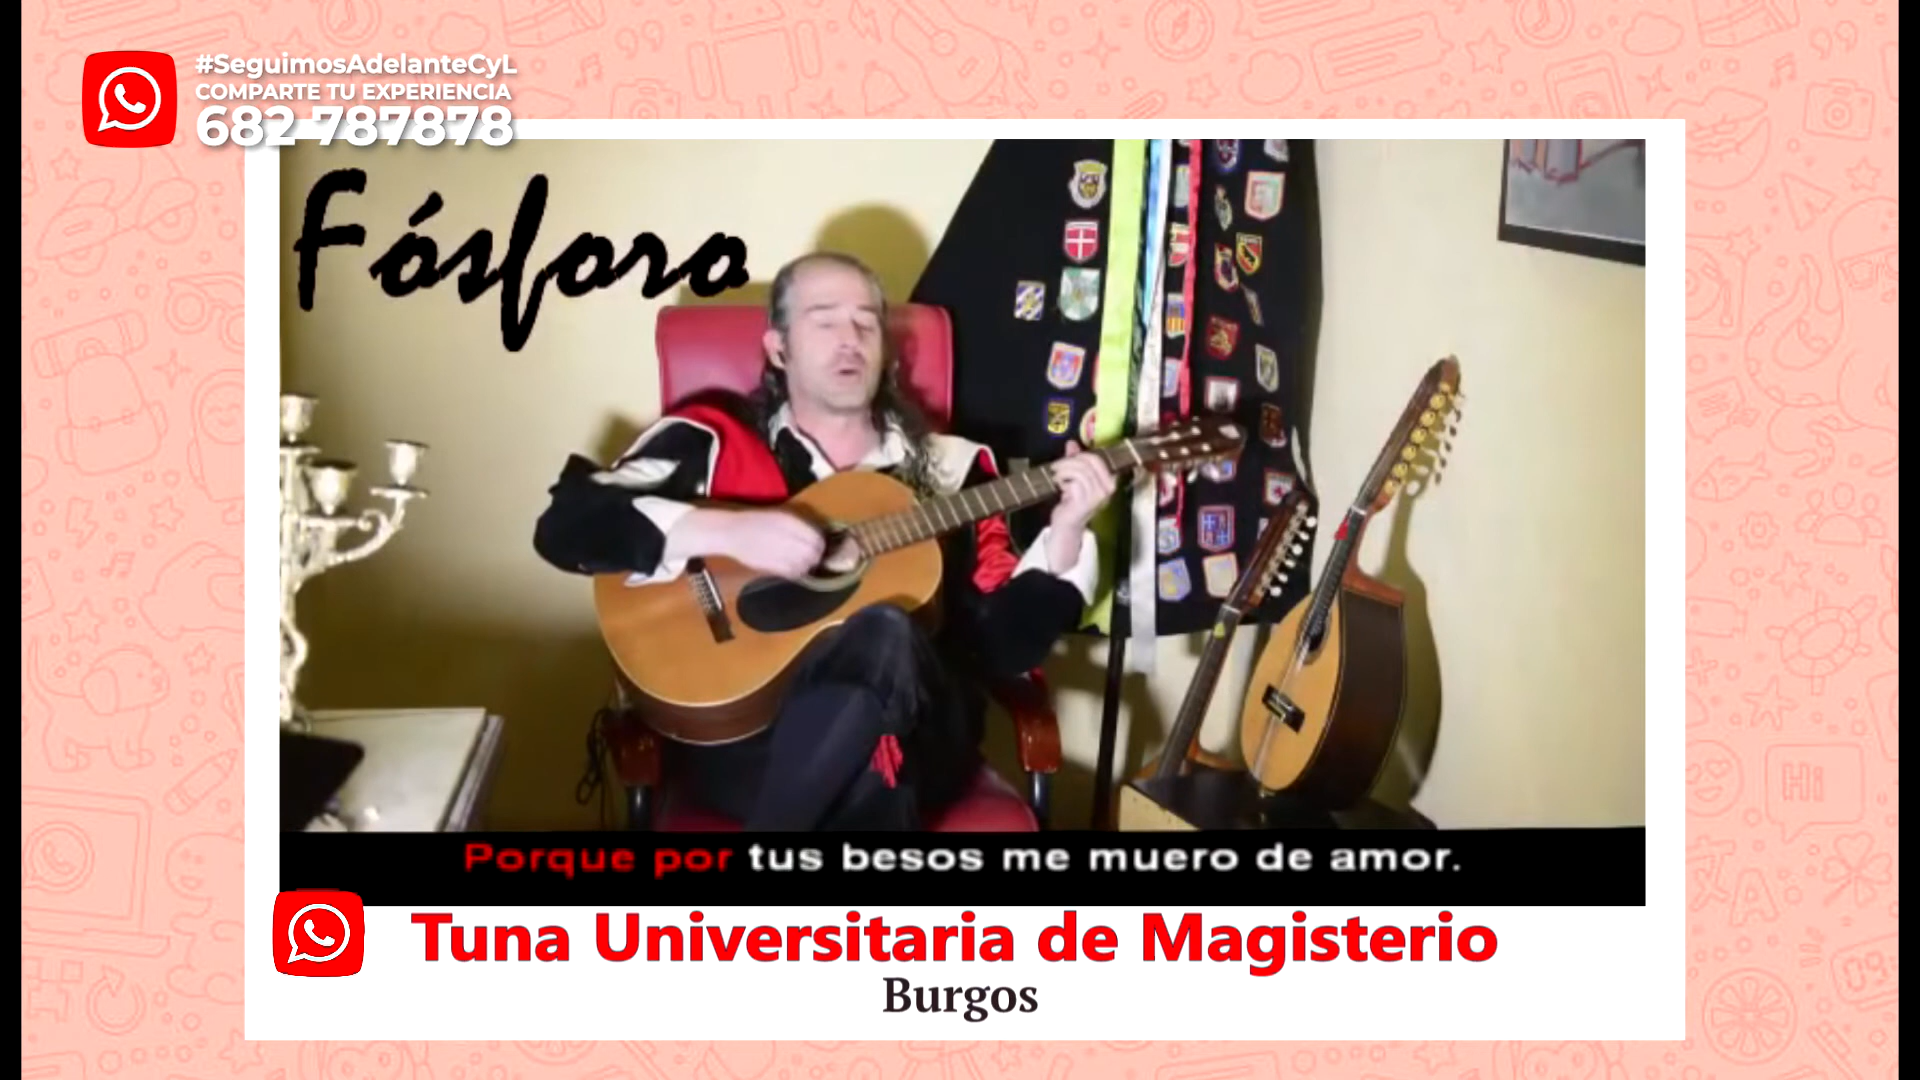 #SeguimosAdelanteCyL
COMPARTE TU EXPERIENCIA
682 787878
Fósforo
Porque por tus besos me muero de amor.
Tuna Universitaria de Magisterio
Burgos
Hi